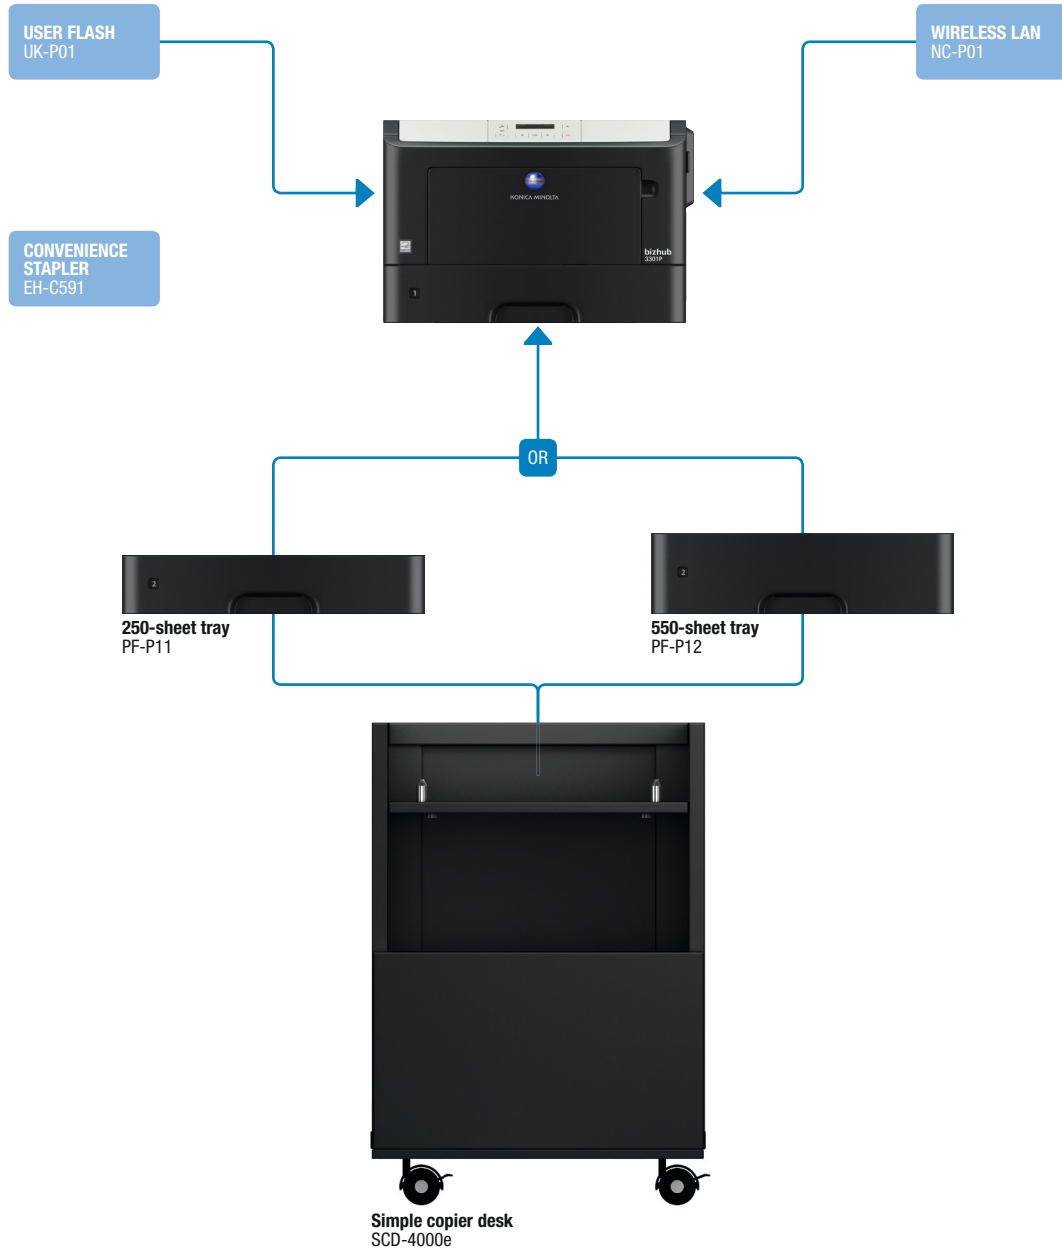 USER FLASH
UK-P01
WIRELESS LAN
NC-P01
KONICA MINOLTA
CONVENIENCE
STAPLER
EH-C591
bizhub
3301P
1
OR
2
2
250-sheet tray
PF-P11
550-sheet tray
PF-P12
Simple copier desk
SCD-4000e